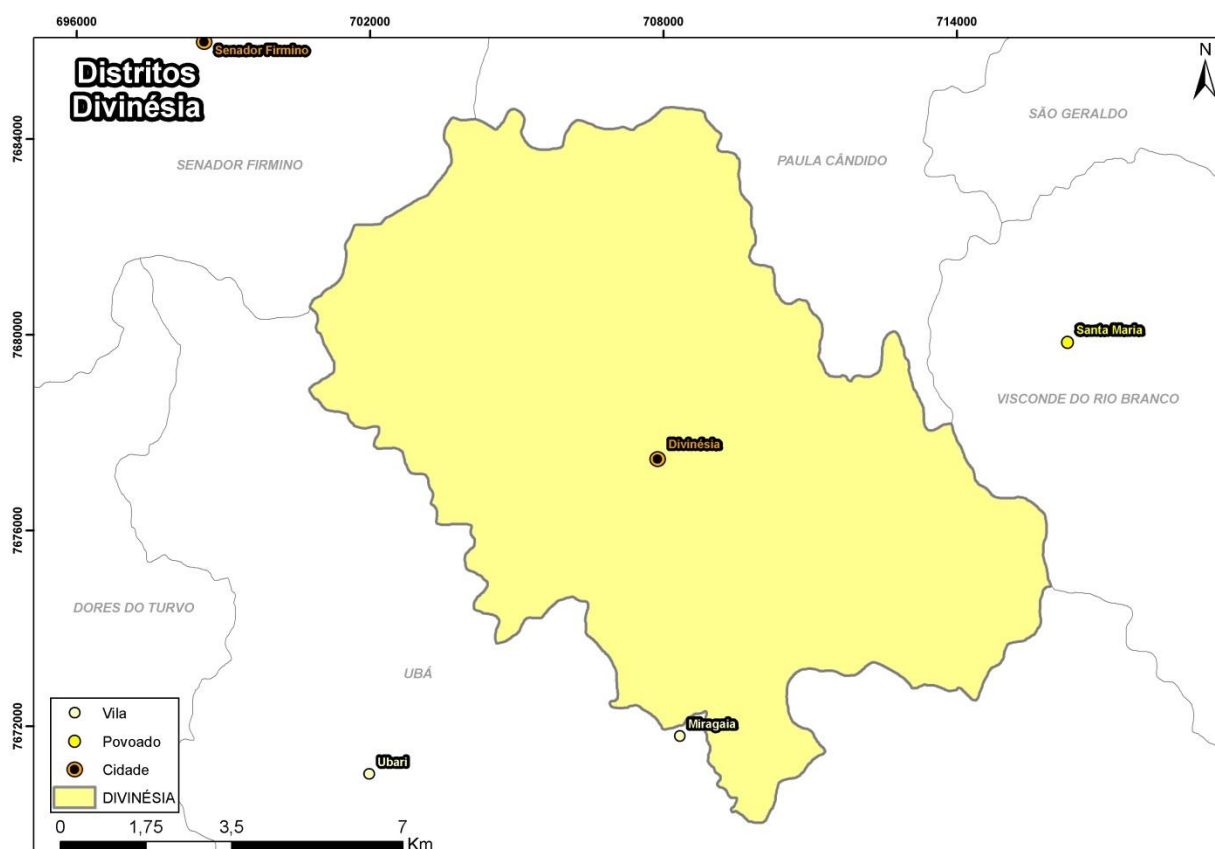 696000
702000
708000
714000
Senador Firmino
Distritos
Divinésia
N
SÃO GERALDO
7684000
SENADOR FIRMINO
PAULA CÂNDIDO
7680000
Santa Maria
VISCONDE DO RIO BRANCO
Divinésia
7676000
DORES DO TURVO
UBÁ
7672000
Miragaia
Ubari
Vila
Povoado
Cidade
DIVINÉSIA
0 1,75 3,5 7
Km